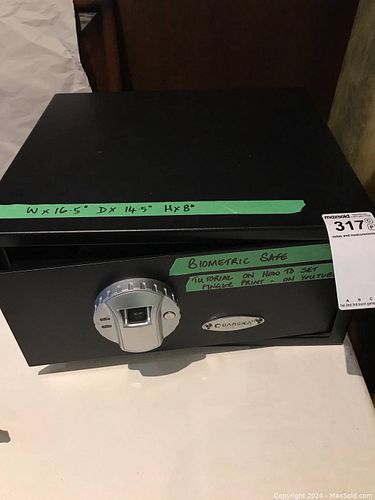 W x 16.5" D x 14.5" H x 8"
maxsold
317
C
P
BIOMETRIC SAFE
TUTORIAL ON HOW TO SET
FINGER PRINT - ON YOUTUBE
BARSKA
A B C
Copyright 2024 - MaxSold.com